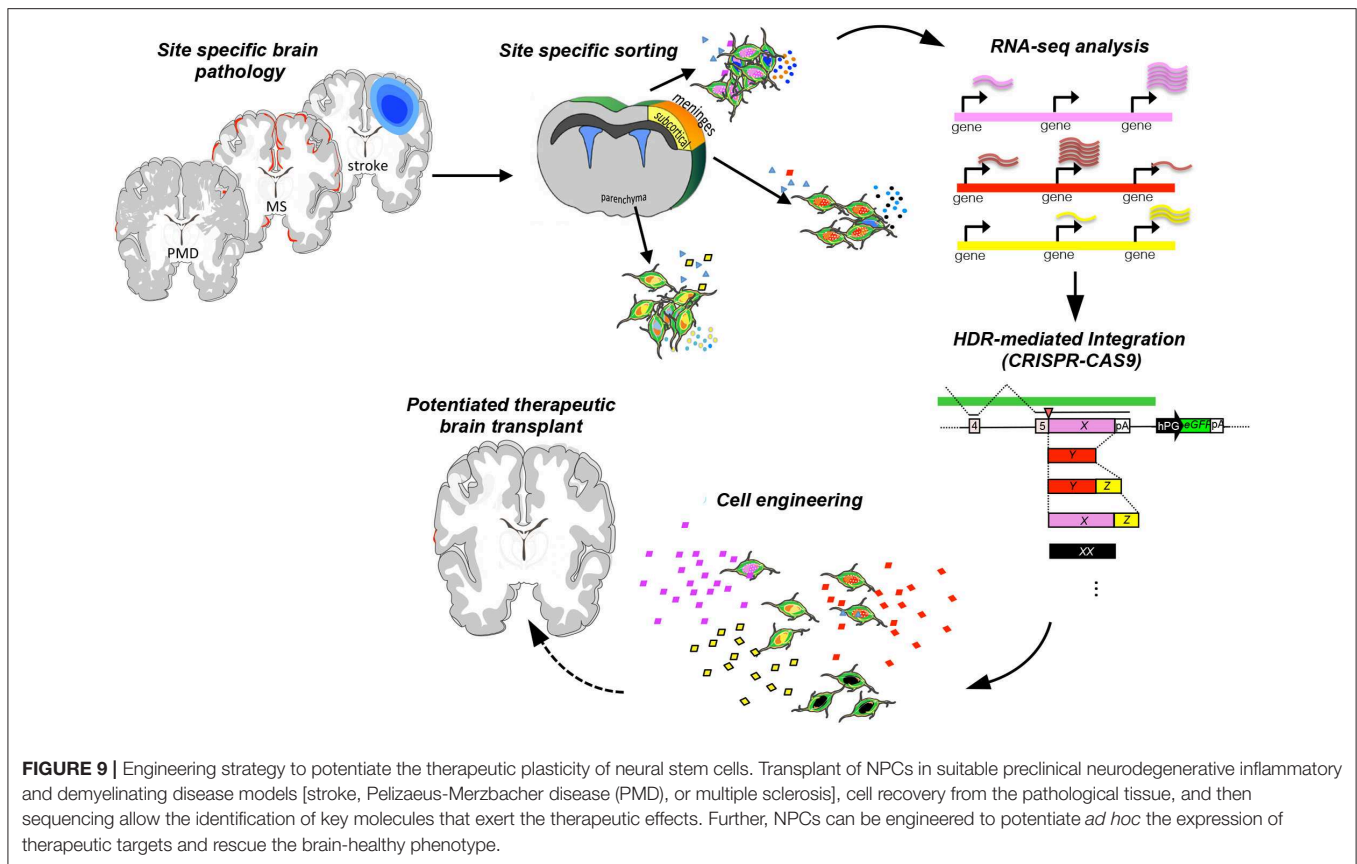 Site specific brain
pathology
stroke
MS
PMD
Site specific sorting
meninges
subcortical
parenchyma
RNA-seq analysis
gene gene gene
gene gene gene
gene gene gene
HDR-mediated Integration
(CRISPR-CAS9)
4 5 X pA hPG eGFP pA
Y
Y Z
X Z
XX
Cell engineering
Potentiated therapeutic
brain transplant
FIGURE 9 | Engineering strategy to potentiate the therapeutic plasticity of neural stem cells. Transplant of NPCs in suitable preclinical neurodegenerative inflammatory
and demyelinating disease models [stroke, Pelizaeus-Merzbacher disease (PMD), or multiple sclerosis], cell recovery from the pathological tissue, and then
sequencing allow the identification of key molecules that exert the therapeutic effects. Further, NPCs can be engineered to potentiate ad hoc the expression of
therapeutic targets and rescue the brain-healthy phenotype.